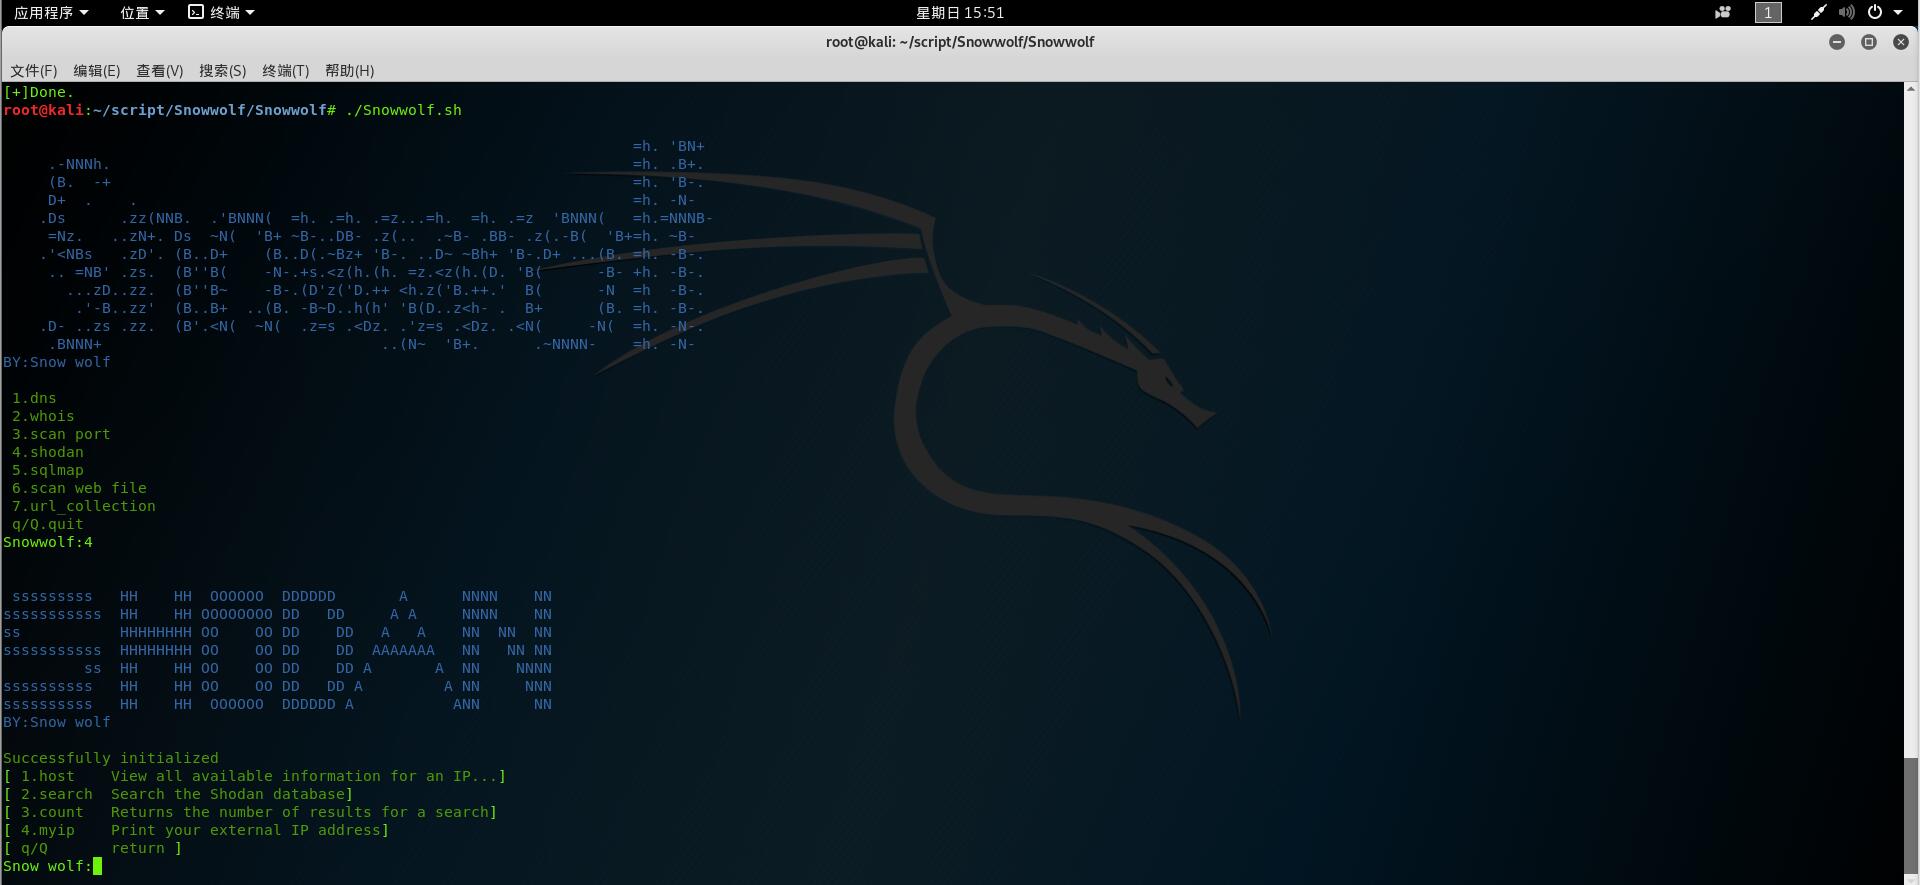 应用程序 位置 终端 星期日 15:51 1
root@kali: ~/script/Snowwolf/Snowwolf
文件(F) 编辑(E) 查看(V) 搜索(S) 终端(T) 帮助(H)
[+]Done.
root@kali:~/script/Snowwolf/Snowwolf# ./Snowwolf.sh
                                                                      =h. 'BN+
     .-NNNh.                                                          =h. .B+.
     (B.  -+                                                          =h. 'B-.
     D+  .    .                                                       =h. -N-
    .Ds      .zz(NNB.  .'BNNN(  =h. .=h. .=z...=h.  =h. .=z  'BNNN(   =h.=NNNB-
     =Nz.   ..zN+. Ds  ~N(  'B+ ~B-..DB- .z(..  .~B- .BB- .z(.-B(  'B+=h. ~B-
    .'<NBs   .zD'. (B..D+    (B..D(.~Bz+ 'B-. ..D~ ~Bh+ 'B-.D+ ...(B. =h. -B-.
     .. =NB' .zs.  (B''B(    -N-.+s.<z(h.(h. =z.<z(h.(D. 'B(      -B- +h. -B-.
       ...zD..zz.  (B''B~    -B-.(D'z('D.++ <h.z('B.++.'  B(      -N  =h  -B-.
        .'-B..zz'  (B..B+  ..(B. -B~D..h(h' 'B(D..z<h- .  B+      (B. =h. -B-.
    .D- ..zs .zz.  (B'.<N(  ~N(  .z=s .<Dz. .'z=s .<Dz. .<N(     -N(  =h. -N-.
     .BNNN+                               ..(N~  'B+.      .~NNNN-    =h. -N-
BY:Snow wolf
1.dns
2.whois
3.scan port
4.shodan
5.sqlmap
6.scan web file
7.url_collection
q/Q.quit
Snowwolf:4
 sssssssss   HH    HH  OOOOOO  DDDDDD       A      NNNN    NN
sssssssssss  HH    HH OOOOOOOO DD   DD     A A     NNNN    NN
ss           HHHHHHHH OO    OO DD    DD   A   A    NN  NN  NN
sssssssssss  HHHHHHHH OO    OO DD    DD  AAAAAAA   NN   NN NN
         ss  HH    HH OO    OO DD    DD A       A  NN    NNNN
ssssssssss   HH    HH OO    OO DD   DD A         A NN     NNN
ssssssssss   HH    HH  OOOOOO  DDDDDD A           ANN      NN
BY:Snow wolf
Successfully initialized
[ 1.host    View all available information for an IP...]
[ 2.search  Search the Shodan database]
[ 3.count   Returns the number of results for a search]
[ 4.myip    Print your external IP address]
[ q/Q       return ]
Snow wolf: